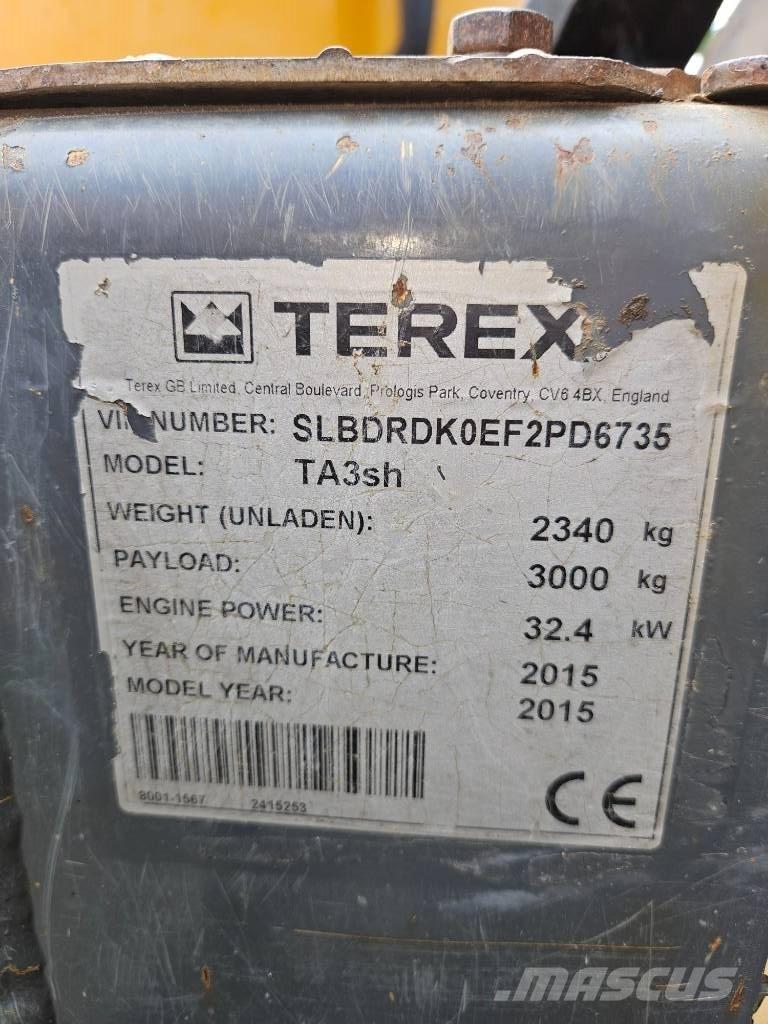 TEREX
Terex GB Limited, Central Boulevard, Prologis Park, Coventry, CV6 4BX, England
VIN NUMBER: SLBDRDK0EF2PD6735
MODEL: TA3sh
WEIGHT (UNLADEN): 2340 kg
PAYLOAD: 3000 kg
ENGINE POWER: 32.4 kW
YEAR OF MANUFACTURE: 2015
MODEL YEAR: 2015
8001-1567 2415253
CE
MASCUS